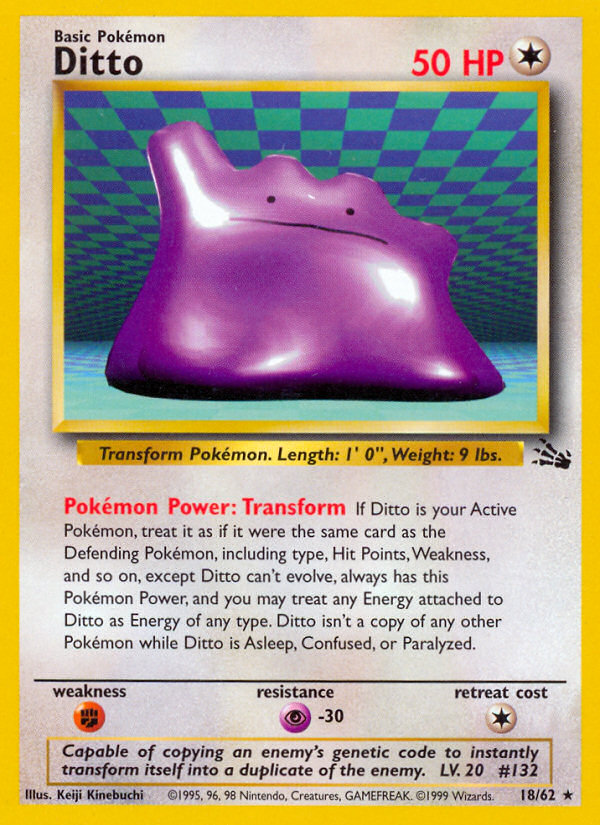 Basic Pokémon
Ditto
50 HP
Transform Pokémon. Length: 1' 0", Weight: 9 lbs.
Pokémon Power: Transform If Ditto is your Active
Pokémon, treat it as if it were the same card as the
Defending Pokémon, including type, Hit Points, Weakness,
and so on, except Ditto can't evolve, always has this
Pokémon Power, and you may treat any Energy attached to
Ditto as Energy of any type. Ditto isn't a copy of any other
Pokémon while Ditto is Asleep, Confused, or Paralyzed.
weakness resistance retreat cost
-30
Capable of copying an enemy's genetic code to instantly
transform itself into a duplicate of the enemy. LV. 20 #132
Illus. Keiji Kinebuchi ©1995, 96, 98 Nintendo, Creatures, GAMEFREAK. ©1999 Wizards. 18/62 ★